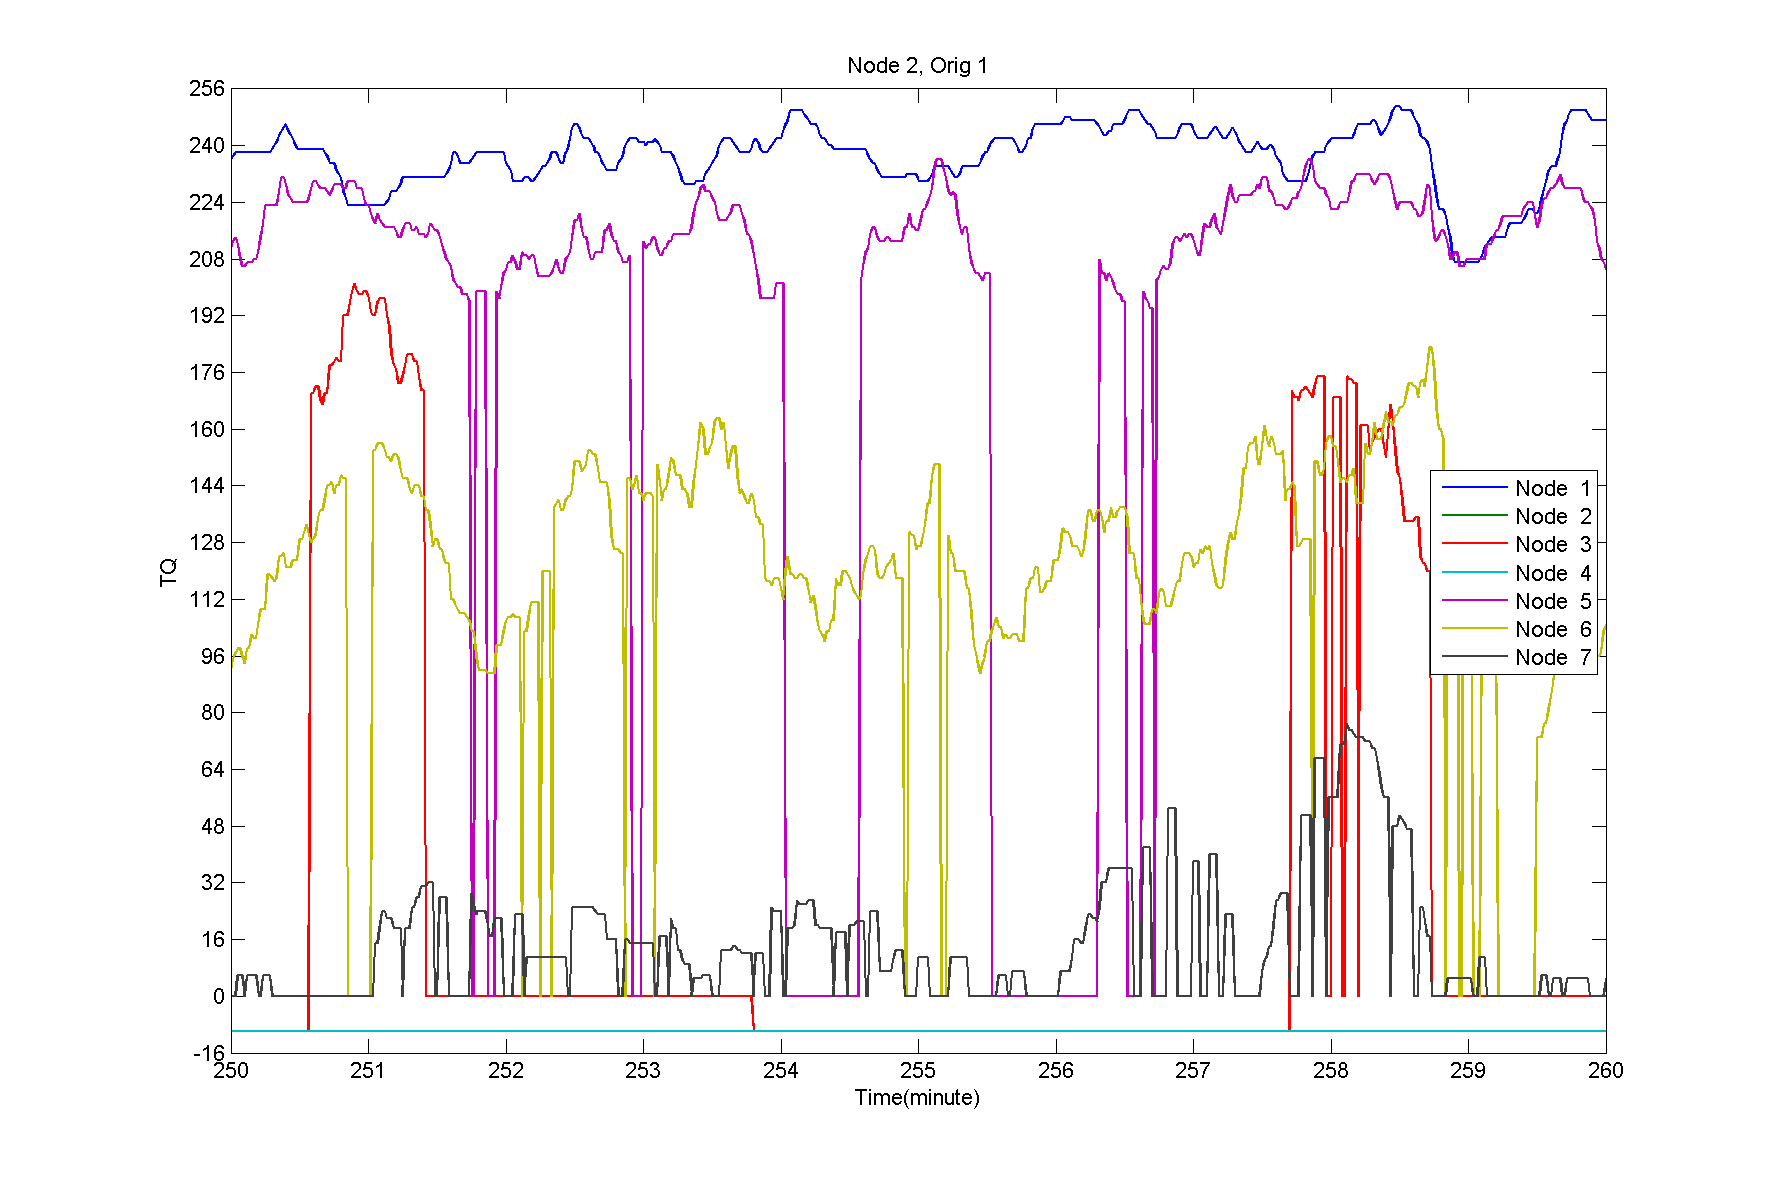 Node 2, Orig 1
256
240
224
208
192
176
160
144
128
112
96
80
64
48
32
16
0
-16
TQ
Node 1
Node 2
Node 3
Node 4
Node 5
Node 6
Node 7
250 251 252 253 254 255 256 257 258 259 260
Time(minute)